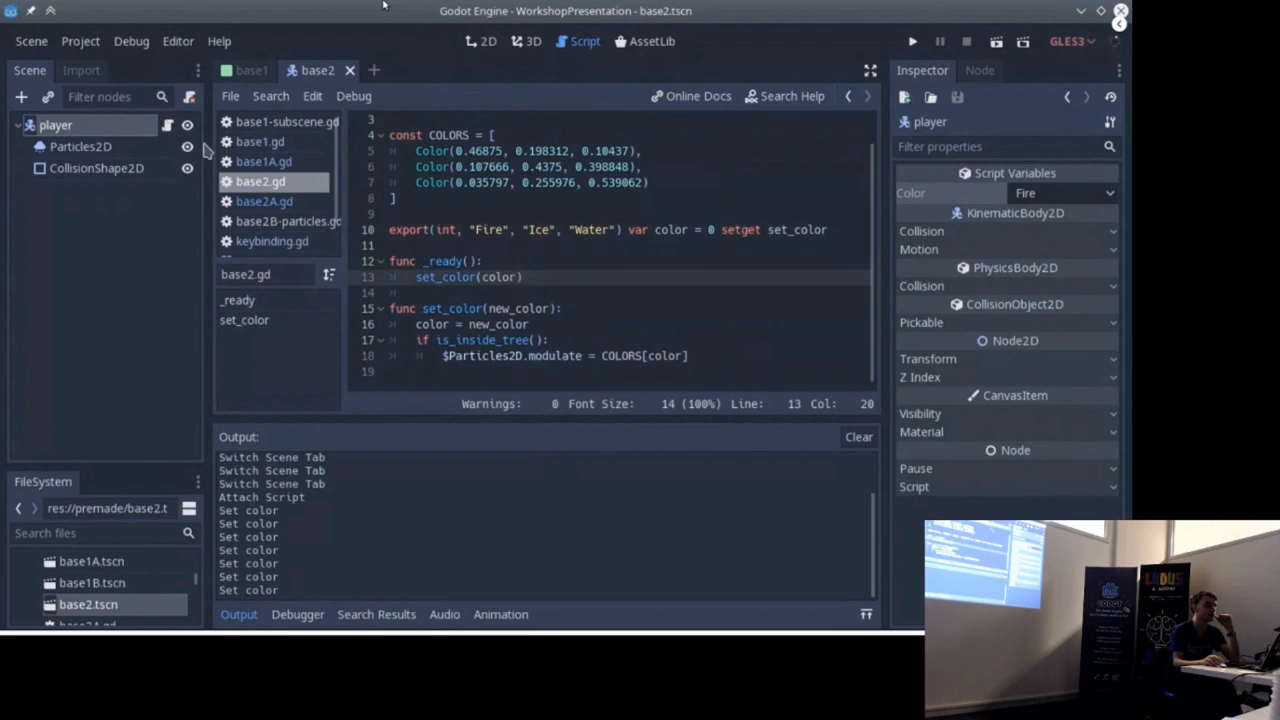 Godot Engine - WorkshopPresentation - base2.tscn
Scene Project Debug Editor Help
2D 3D Script AssetLib
GLES3
Scene Import
base1 base2
Inspector Node
Filter nodes
File Search Edit Debug
Online Docs Search Help
player
Particles2D
CollisionShape2D
base1-subscene.gd
base1.gd
base1A.gd
base2.gd
base2A.gd
base2B-particles.gd
keybinding.gd
base2.gd
_ready
set_color
3
4 const COLORS = [
5 Color(0.46875, 0.198312, 0.10437),
6 Color(0.107666, 0.4375, 0.398848),
7 Color(0.035797, 0.255976, 0.539062)
8 ]
9
10 export(int, "Fire", "Ice", "Water") var color = 0 setget set_color
11
12 func _ready():
13 set_color(color)
14
15 func set_color(new_color):
16 color = new_color
17 if is_inside_tree():
18 $Particles2D.modulate = COLORS[color]
19
Warnings: 0 Font Size: 14 (100%) Line: 13 Col: 20
player
Filter properties
Script Variables
Color Fire
KinematicBody2D
Collision
Motion
PhysicsBody2D
Collision
CollisionObject2D
Pickable
Node2D
Transform
Z Index
CanvasItem
Visibility
Material
Node
Pause
Script
Output:
Clear
Switch Scene Tab
Switch Scene Tab
Switch Scene Tab
Attach Script
Set color
Set color
Set color
Set color
Set color
Set color
Set color
Output Debugger Search Results Audio Animation
FileSystem
res://premade/base2.t
Search files
base1A.tscn
base1B.tscn
base2.tscn
GODOT
LUDUS